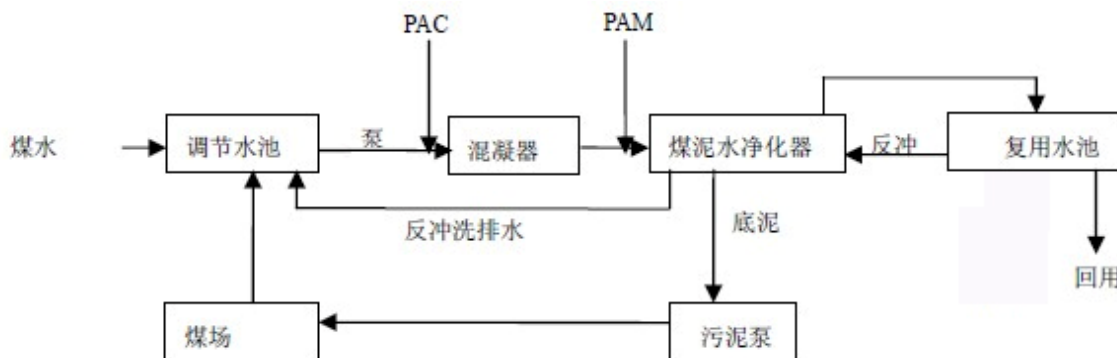 PAC
PAM
煤水
调节水池
泵
混凝器
煤泥水净化器
反冲
复用水池
反冲洗排水
底泥
回用
煤场
污泥泵